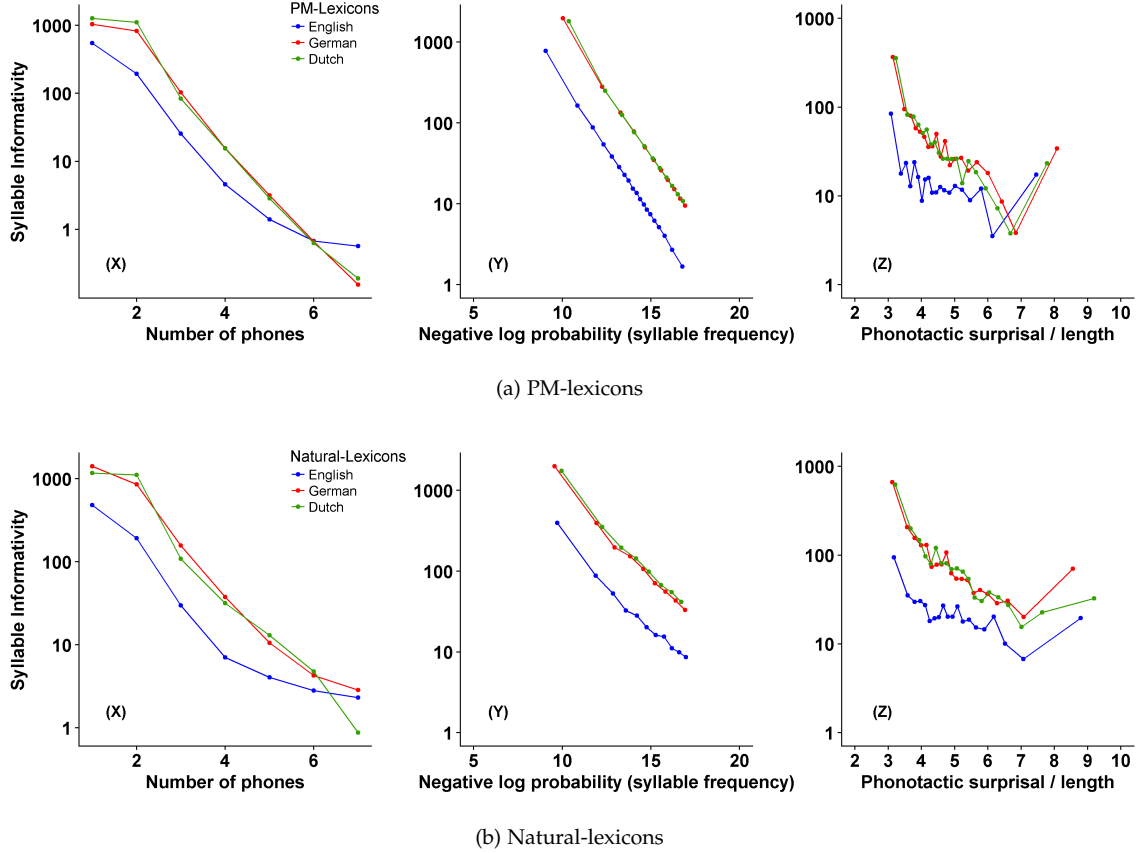 PM-Lexicons
English
German
Dutch
Syllable Informativity
1000
100
10
1
(X)
2 4 6
Number of phones
1000
100
10
1
(Y)
5 10 15 20
Negative log probability (syllable frequency)
1000
100
10
1
(Z)
2 3 4 5 6 7 8 9 10
Phonotactic surprisal / length
(a) PM-lexicons
Natural-Lexicons
English
German
Dutch
Syllable Informativity
1000
100
10
1
(X)
2 4 6
Number of phones
1000
100
10
1
(Y)
5 10 15 20
Negative log probability (syllable frequency)
1000
100
10
1
(Z)
2 3 4 5 6 7 8 9 10
Phonotactic surprisal / length
(b) Natural-lexicons